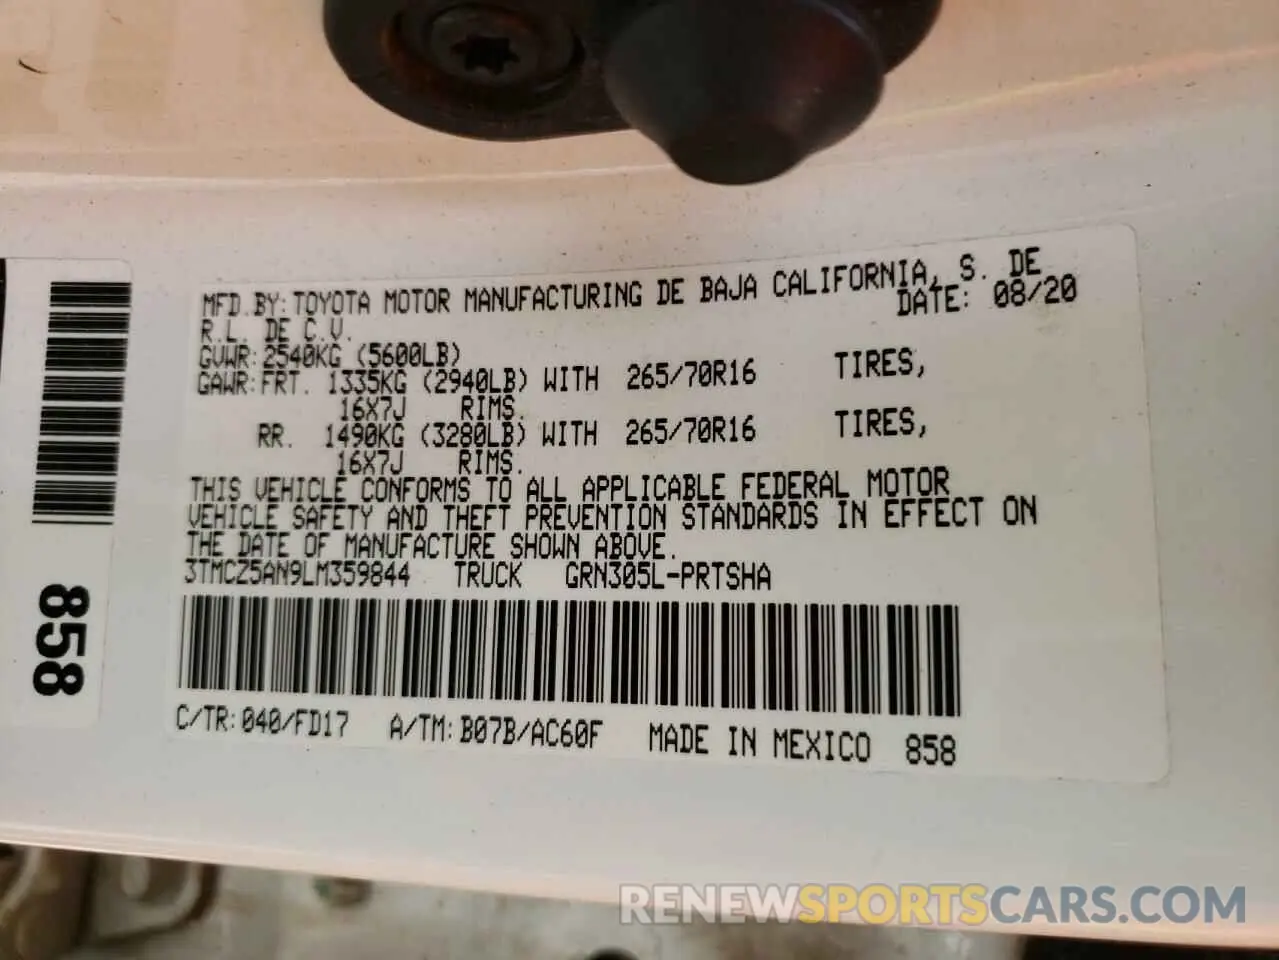 MFD.BY:TOYOTA MOTOR MANUFACTURING DE BAJA CALIFORNIA, S. DE
R.L. DE C.V. DATE: 08/20
GVWR:2540KG (5600LB)
GAWR:FRT. 1335KG (2940LB) WITH 265/70R16 TIRES,
16X7J RIMS.
RR. 1490KG (3280LB) WITH 265/70R16 TIRES,
16X7J RIMS.
THIS VEHICLE CONFORMS TO ALL APPLICABLE FEDERAL MOTOR
VEHICLE SAFETY AND THEFT PREVENTION STANDARDS IN EFFECT ON
THE DATE OF MANUFACTURE SHOWN ABOVE.
3TMCZ5AN9LM359844 TRUCK GRN305L-PRTSHA
C/TR:040/FD17 A/TM:B07B/AC60F MADE IN MEXICO 858
858
RENEWSPORTSCARS.COM